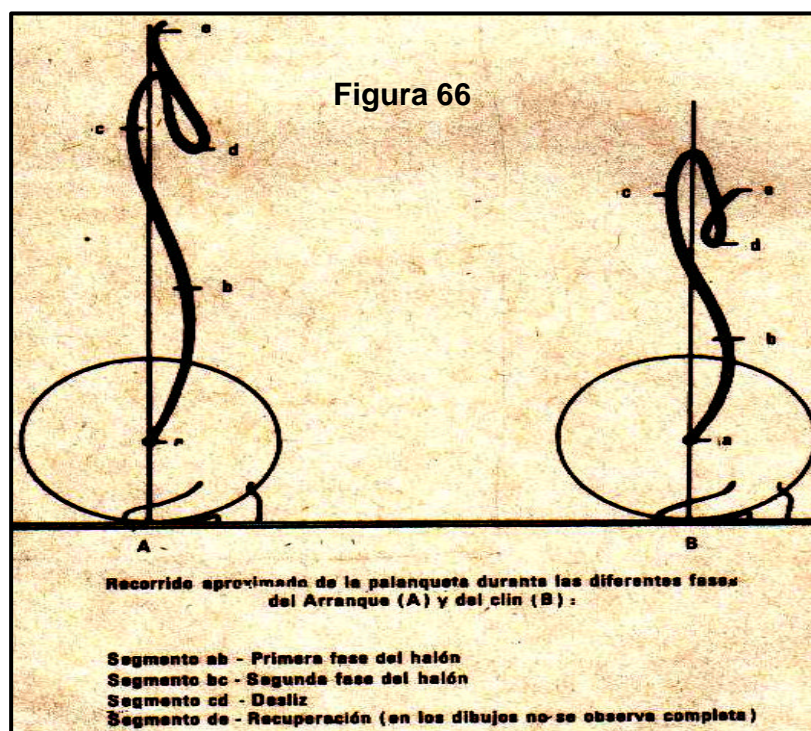 e
Figura 66
c
d
b
a
c
e
d
b
a
A
B
Recorrido aproximado de la palanqueta durante las diferentes fases
del Arranque (A) y del clin (B) :
Segmento ab - Primera fase del halón
Segmento bc - Segunda fase del halón
Segmento cd - Desliz
Segmento de - Recuperación (en los dibujos no se observa completa)